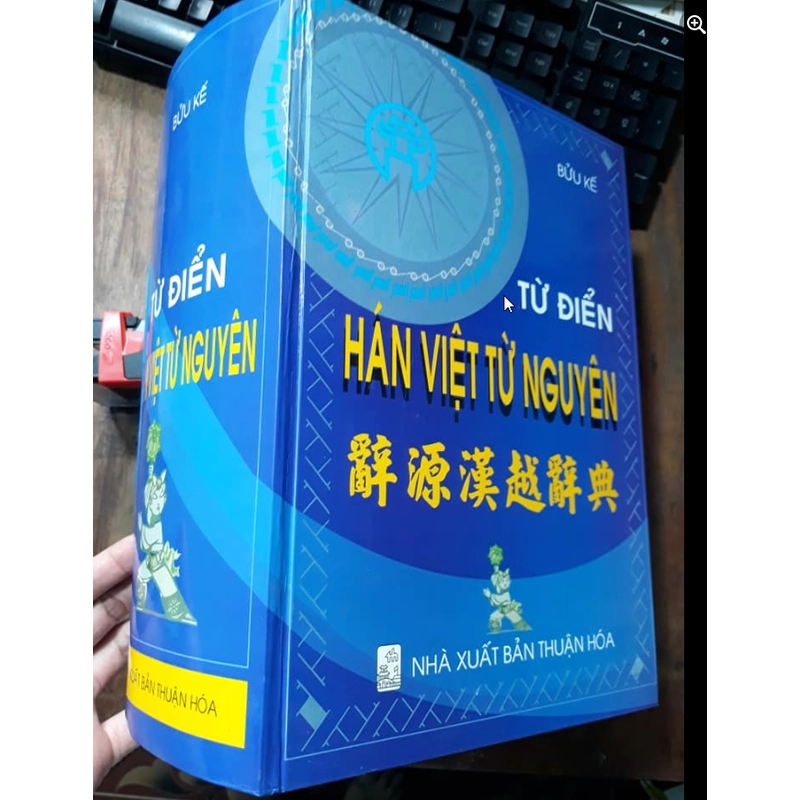 BỬU KẾ
TỪ ĐIỂN
HÁN VIỆT TỪ NGUYÊN
辭源漢越辭典
NHÀ XUẤT BẢN THUẬN HÓA
BỬU KẾ
TỪ ĐIỂN
VIỆT TỪ NGUYÊN
XUẤT BẢN THUẬN HÓA